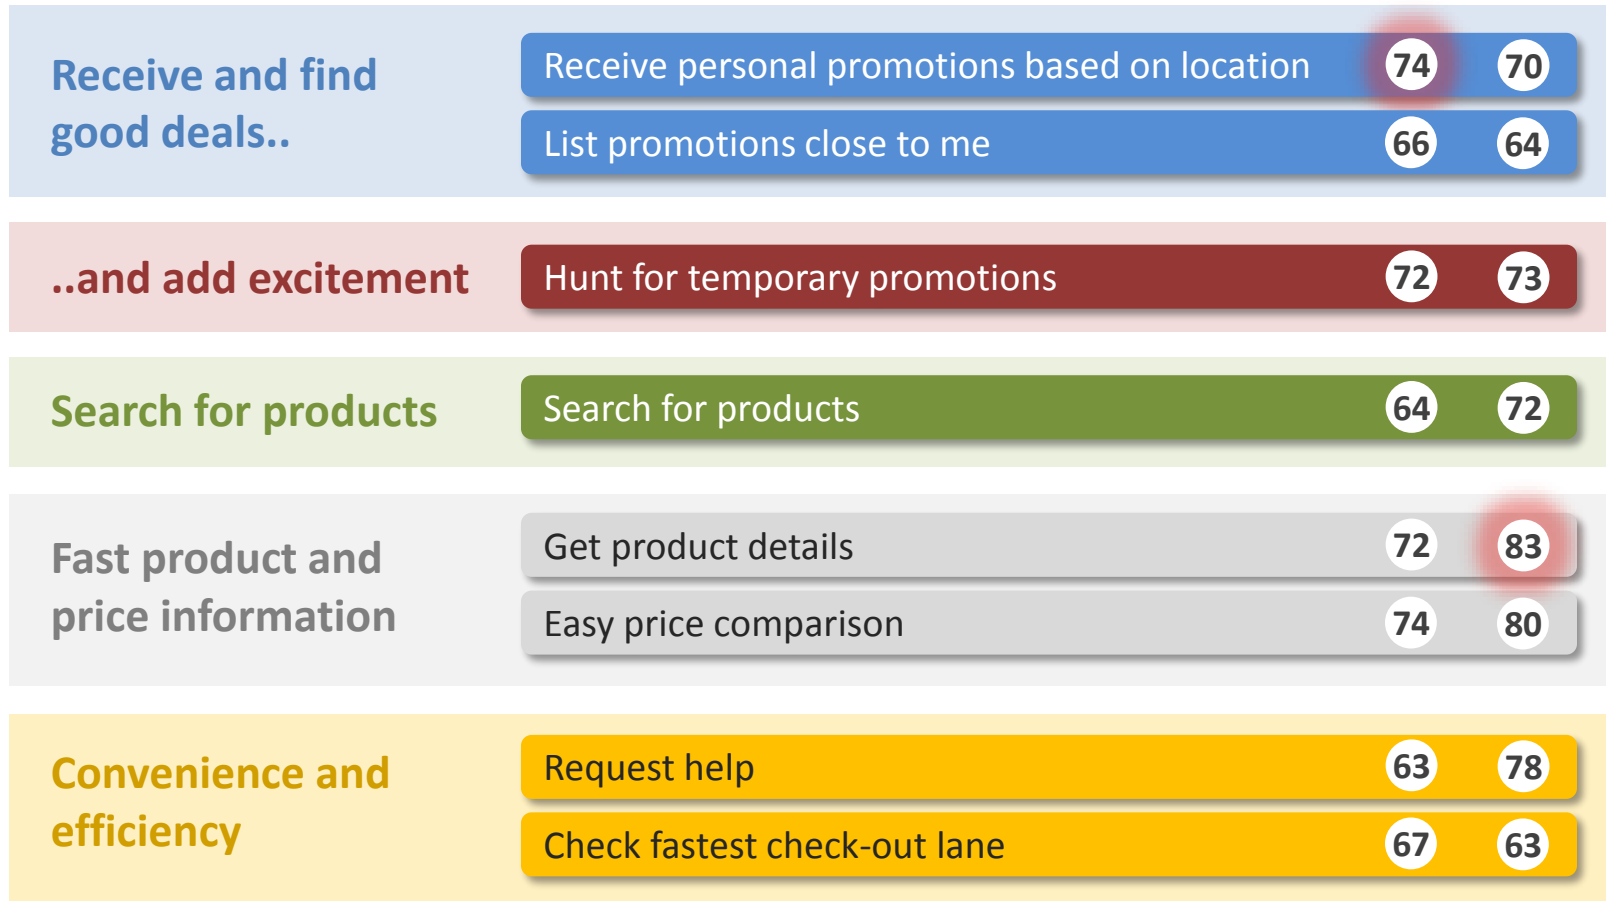 Receive and find
good deals..
Receive personal promotions based on location 74 70
List promotions close to me 66 64
..and add excitement
Hunt for temporary promotions 72 73
Search for products
Search for products 64 72
Fast product and
price information
Get product details 72 83
Easy price comparison 74 80
Convenience and
efficiency
Request help 63 78
Check fastest check-out lane 67 63